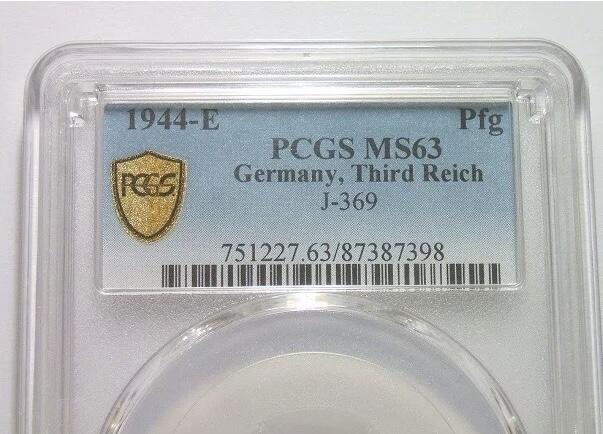 1944-E Pfg
PCGS MS63
Germany, Third Reich
PCGS
J-369
751227.63/87387398